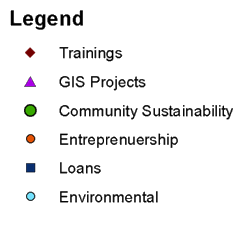 Legend
Trainings
GIS Projects
Community Sustainability
Entreprenuership
Loans
Environmental